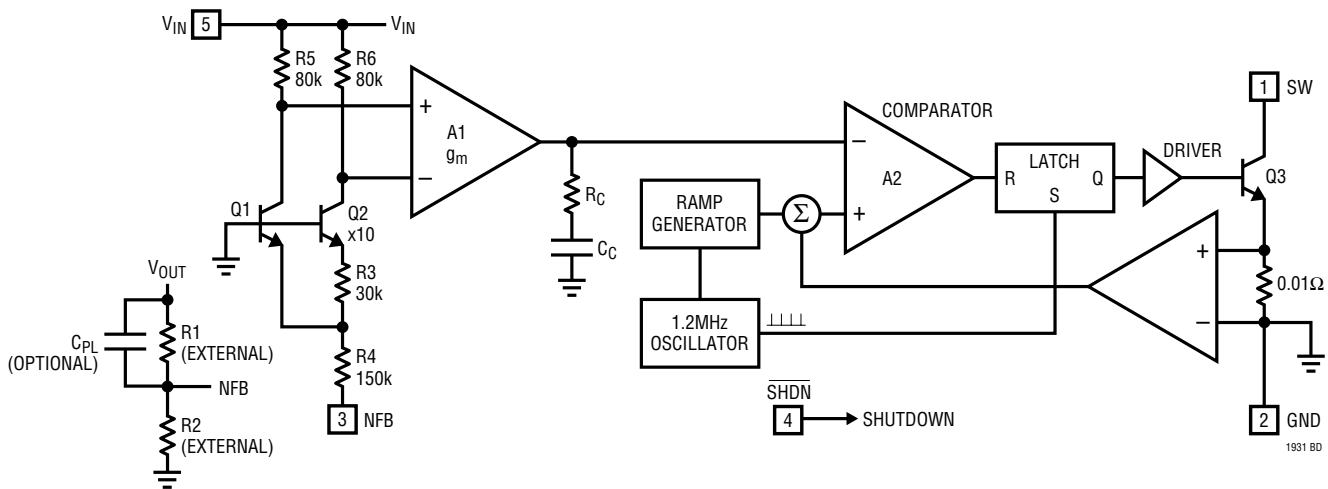 VIN 5 VIN
R5
80k
R6
80k
+
A1
gm
−
Q1
Q2
x10
R3
30k
R4
150k
3 NFB
VOUT
CPL
(OPTIONAL)
R1
(EXTERNAL)
NFB
R2
(EXTERNAL)
RC
CC
COMPARATOR
−
A2
+
RAMP
GENERATOR
Σ
1.2MHz
OSCILLATOR
LATCH
R Q
S
DRIVER
1 SW
Q3
+
0.01Ω
−
SHDN
4 SHUTDOWN
2 GND
1931 BD